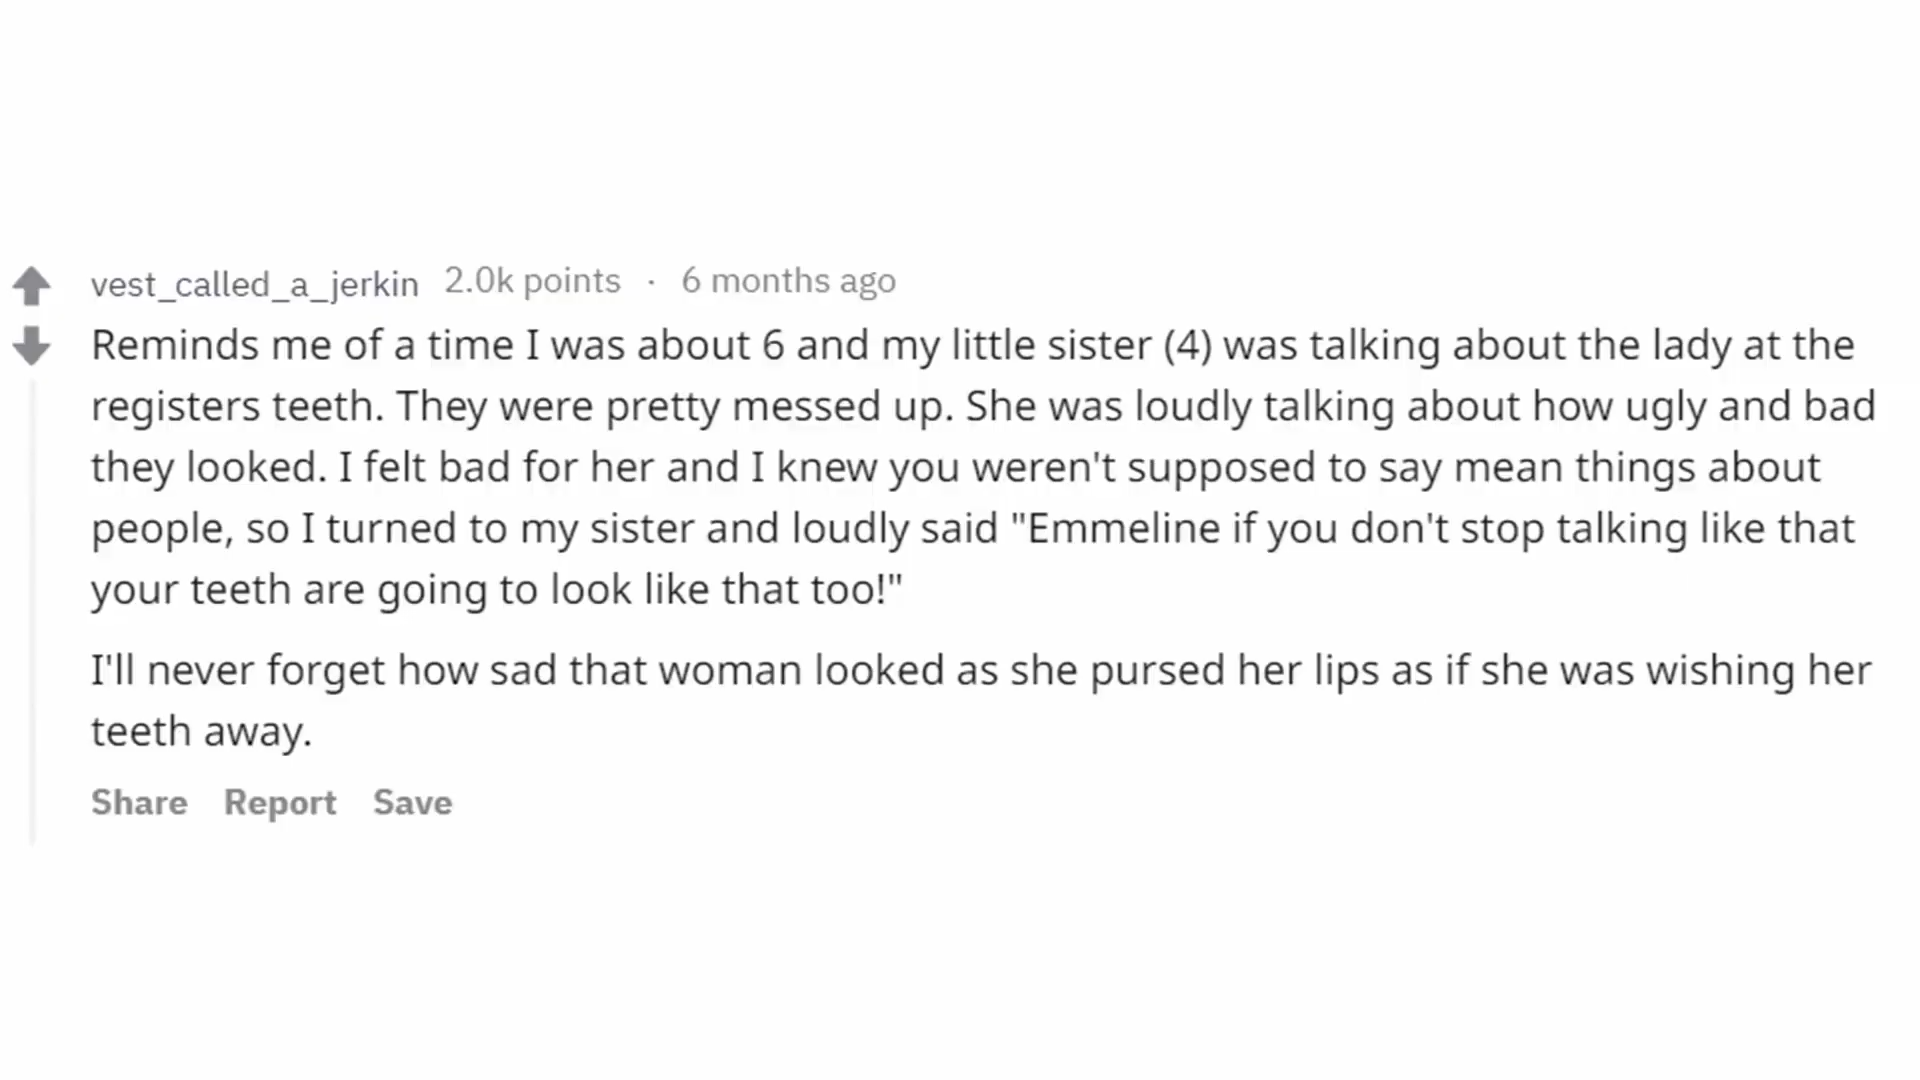 vest_called_a_jerkin 2.0k points · 6 months ago
Reminds me of a time I was about 6 and my little sister (4) was talking about the lady at the
registers teeth. They were pretty messed up. She was loudly talking about how ugly and bad
they looked. I felt bad for her and I knew you weren't supposed to say mean things about
people, so I turned to my sister and loudly said "Emmeline if you don't stop talking like that
your teeth are going to look like that too!"
I'll never forget how sad that woman looked as she pursed her lips as if she was wishing her
teeth away.
Share Report Save